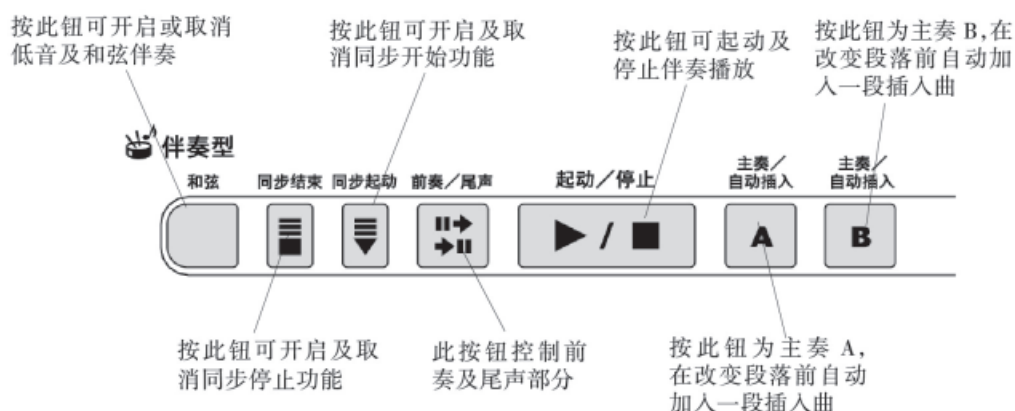 按此钮可开启或取消
低音及和弦伴奏
按此钮可开启及取
消同步开始功能
按此钮可起动及
停止伴奏播放
按此钮为主奏 B,在
改变段落前自动加
入一段插入曲
伴奏型
和弦
同步结束
同步起动
前奏／尾声
起动／停止
主奏／
自动插入
主奏／
自动插入
/
A
B
按此钮可开启及取
消同步停止功能
此按钮控制前
奏及尾声部分
按此钮为主奏 A,
在改变段落前自动
加入一段插入曲